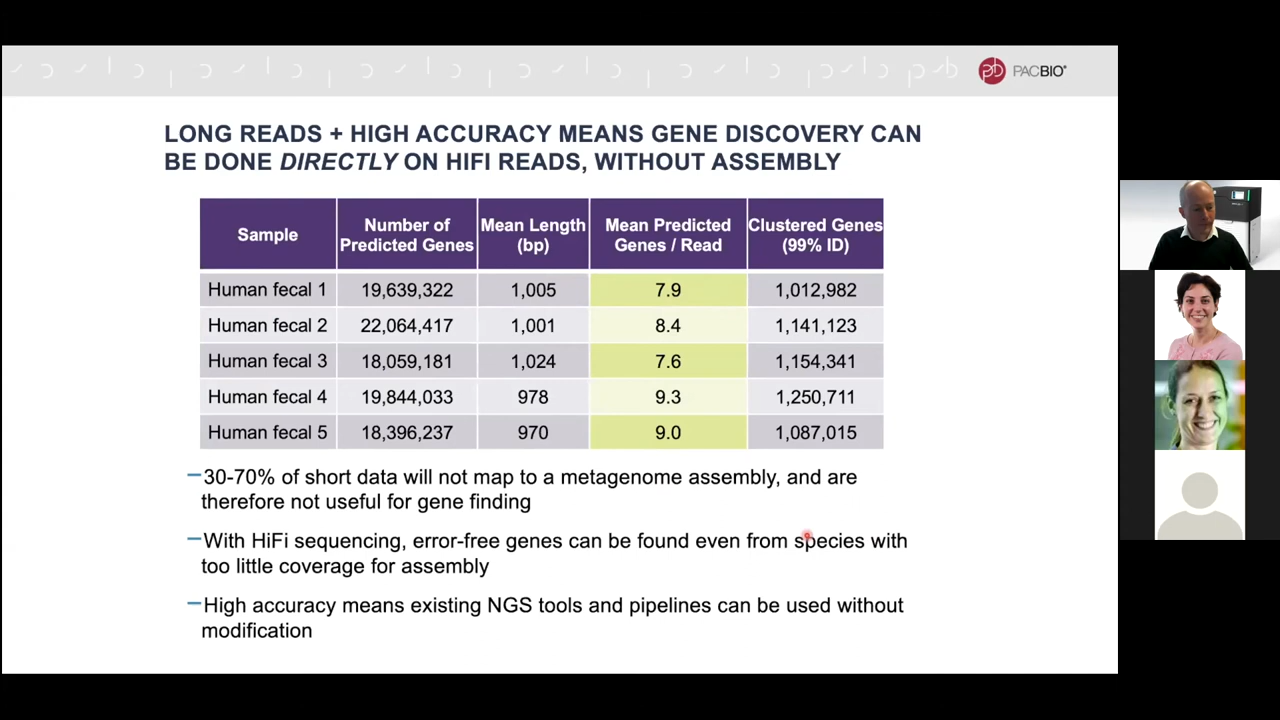 PACBIO®
LONG READS + HIGH ACCURACY MEANS GENE DISCOVERY CAN
BE DONE DIRECTLY ON HIFI READS, WITHOUT ASSEMBLY
Sample Number of Predicted Genes Mean Length (bp) Mean Predicted Genes / Read Clustered Genes (99% ID)
Human fecal 1 19,639,322 1,005 7.9 1,012,982
Human fecal 2 22,064,417 1,001 8.4 1,141,123
Human fecal 3 18,059,181 1,024 7.6 1,154,341
Human fecal 4 19,844,033 978 9.3 1,250,711
Human fecal 5 18,396,237 970 9.0 1,087,015
–30-70% of short data will not map to a metagenome assembly, and are
therefore not useful for gene finding
–With HiFi sequencing, error-free genes can be found even from species with
too little coverage for assembly
–High accuracy means existing NGS tools and pipelines can be used without
modification